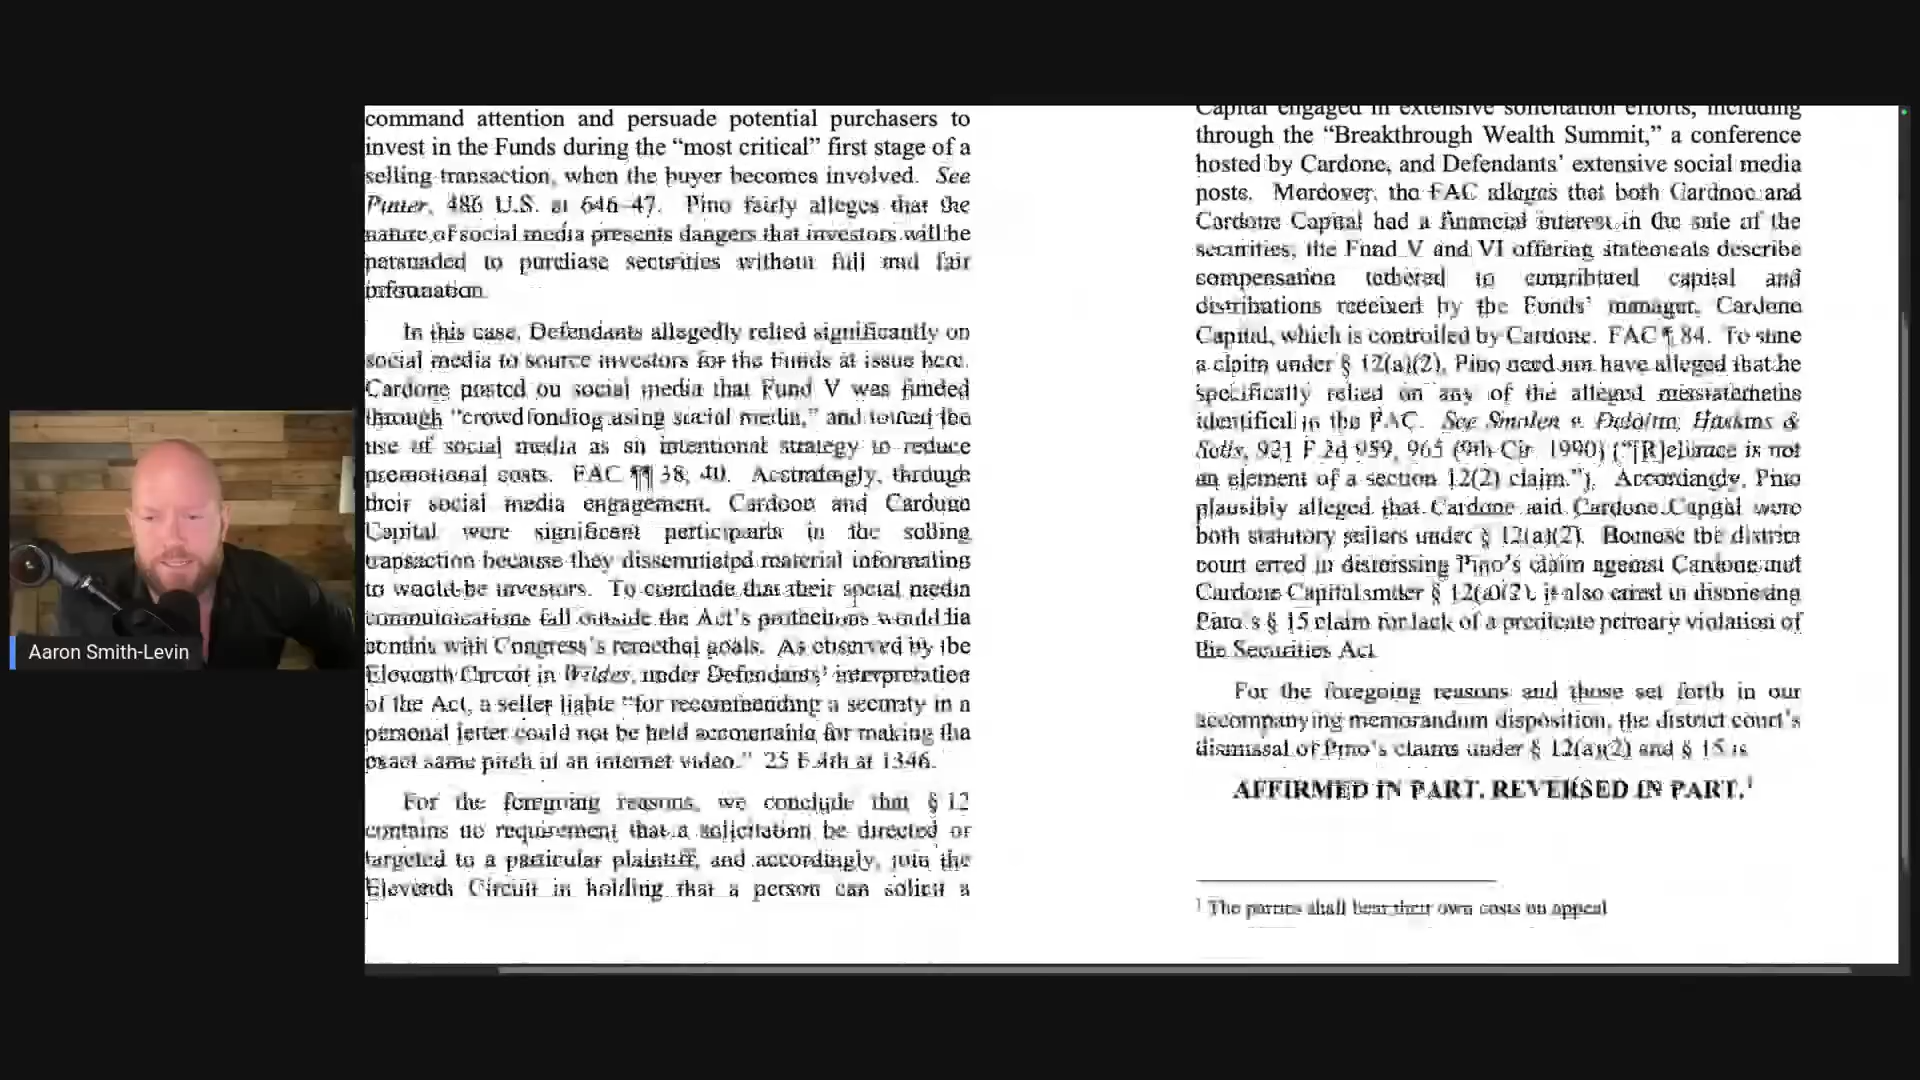 command attention and persuade potential purchasers to
invest in the Funds during the “most critical” first stage of a
selling transaction, when the buyer becomes involved. See
Pinter, 486 U.S. at 646–47. Pino fairly alleges that the
nature of social media presents dangers that investors will be
persuaded to purchase securities without full and fair
information.
In this case, Defendants allegedly relied significantly on
social media to source investors for the Funds at issue here.
Cardone posted on social media that Fund V was funded
through “crowdfunding using social media,” and touted the
use of social media as an intentional strategy to reduce
promotional costs. FAC ¶¶ 38, 40. Accordingly, through
their social media engagement, Cardone and Cardone
Capital were significant participants in the selling
transaction because they disseminated material information
to would-be investors. To conclude that their social media
communications fall outside the Act’s protections would be
at odds with Congress’s remedial goals. As observed by the
Eleventh Circuit in Wildes, under Defendants’ interpretation
of the Act, a seller liable “for recommending a security in a
personal letter could not be held accountable for making the
exact same pitch in an internet video.” 25 F.4th at 1346.
For the foregoing reasons, we conclude that § 12
contains no requirement that a solicitation be directed or
targeted to a particular plaintiff, and accordingly, join the
Eleventh Circuit in holding that a person can solicit a
Capital engaged in extensive solicitation efforts, including
through the “Breakthrough Wealth Summit,” a conference
hosted by Cardone, and Defendants’ extensive social media
posts. Moreover, the FAC alleges that both Cardone and
Cardone Capital had a financial interest in the sale of the
securities; the Fund V and VI offering statements describe
compensation tethered to contributed capital and
distributions received by the Funds’ manager, Cardone
Capital, which is controlled by Cardone. FAC ¶ 84. To state
a claim under § 12(a)(2), Pino need not have alleged that he
specifically relied on any of the alleged misstatements
identified in the FAC. See Smolen v. Deloitte, Haskins &
Sells, 921 F.2d 959, 965 (9th Cir. 1990) (“[R]eliance is not
an element of a section 12(2) claim.”). Accordingly, Pino
plausibly alleged that Cardone and Cardone Capital were
both statutory sellers under § 12(a)(2). Because the district
court erred in dismissing Pino’s claim against Cardone and
Cardone Capital under § 12(a)(2), it also erred in dismissing
Pino’s § 15 claim for lack of a predicate primary violation of
the Securities Act.
For the foregoing reasons and those set forth in our
accompanying memorandum disposition, the district court’s
dismissal of Pino’s claims under § 12(a)(2) and § 15 is
AFFIRMED IN PART, REVERSED IN PART.¹
¹ The parties shall bear their own costs on appeal.
Aaron Smith-Levin